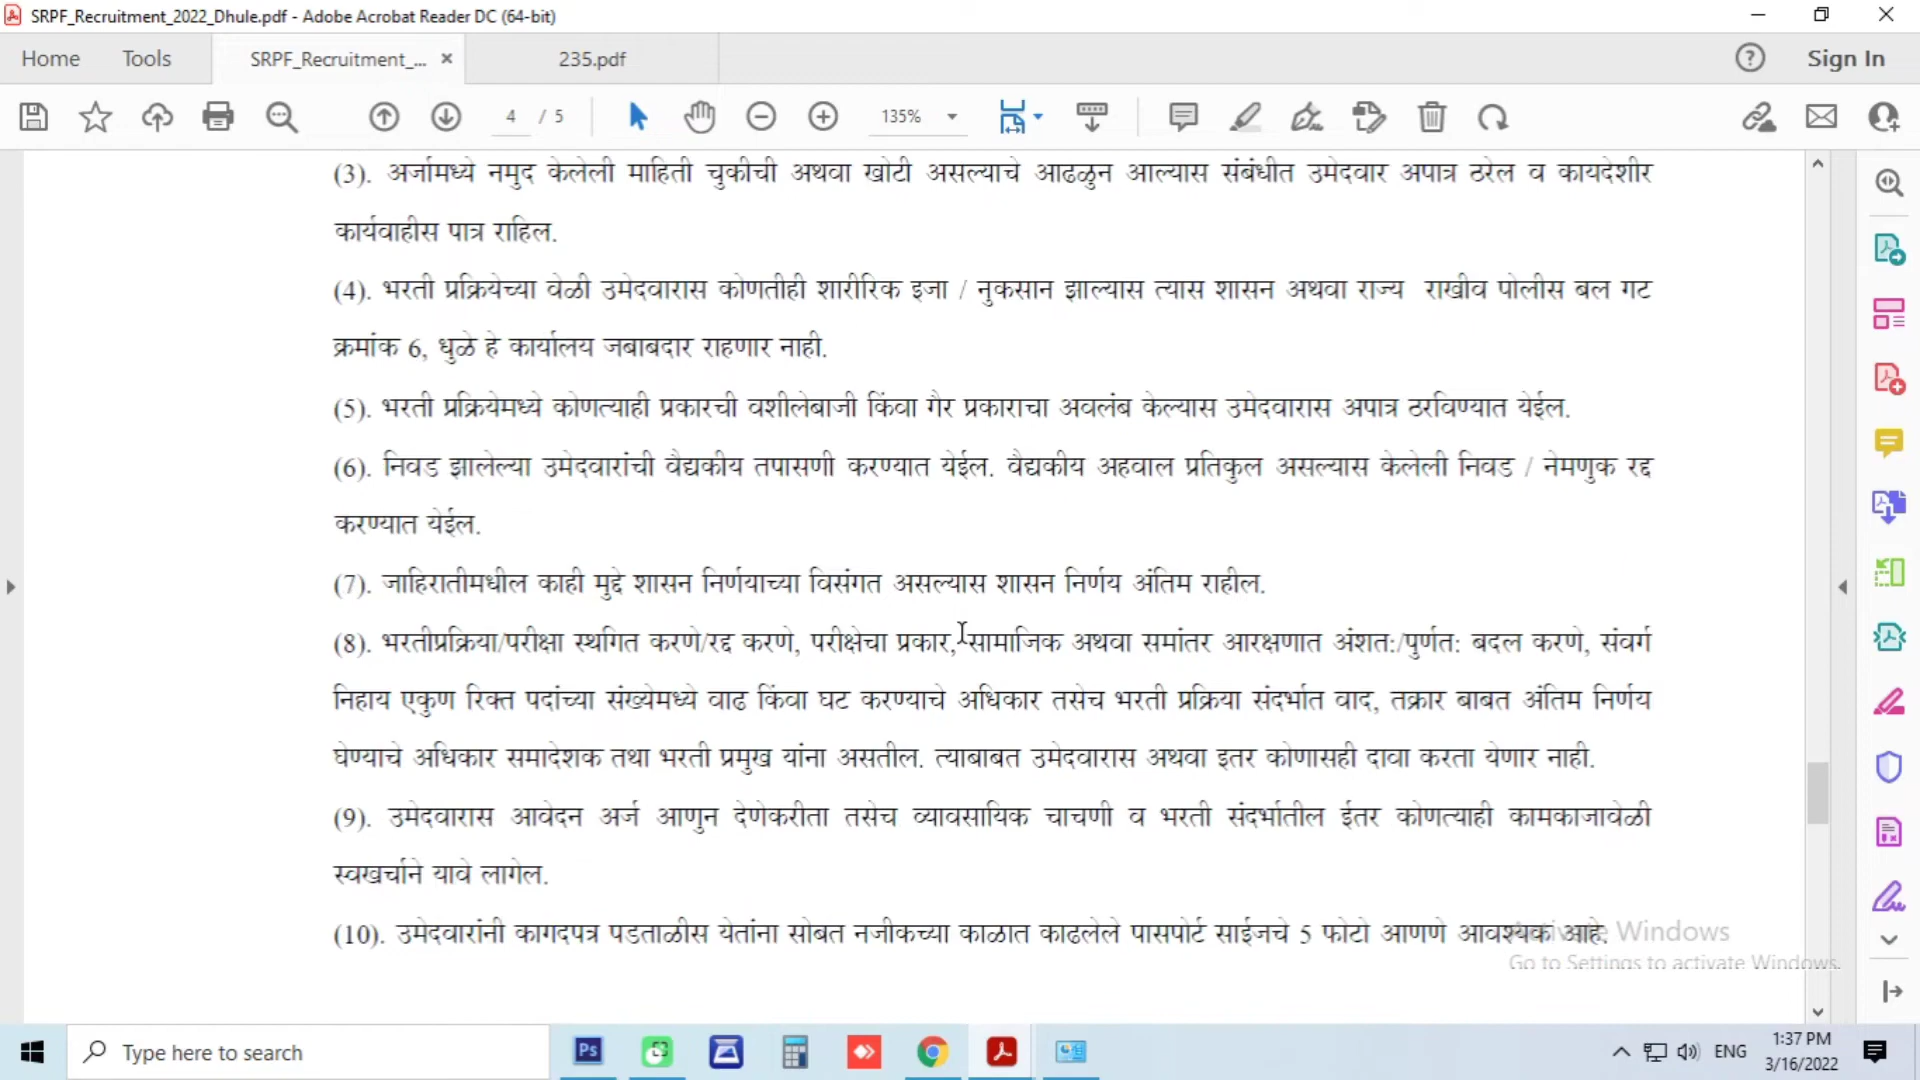 SRPF_Recruitment_2022_Dhule.pdf - Adobe Acrobat Reader DC (64-bit)
Home Tools SRPF_Recruitment_... × 235.pdf Sign In
4 / 5 135%
(3). अर्जामध्ये नमुद केलेली माहिती चुकीची अथवा खोटी असल्याचे आढळुन आल्यास संबंधीत उमेदवार अपात्र ठरेल व कायदेशीर
कार्यवाहीस पात्र राहिल.
(4). भरती प्रक्रियेच्या वेळी उमेदवारास कोणतीही शारीरिक इजा / नुकसान झाल्यास त्यास शासन अथवा राज्य राखीव पोलीस बल गट
क्रमांक 6, धुळे हे कार्यालय जबाबदार राहणार नाही.
(5). भरती प्रक्रियेमध्ये कोणत्याही प्रकारची वशीलेबाजी किंवा गैर प्रकाराचा अवलंब केल्यास उमेदवारास अपात्र ठरविण्यात येईल.
(6). निवड झालेल्या उमेदवारांची वैद्यकीय तपासणी करण्यात येईल. वैद्यकीय अहवाल प्रतिकुल असल्यास केलेली निवड / नेमणुक रद्द
करण्यात येईल.
(7). जाहिरातीमधील काही मुद्दे शासन निर्णयाच्या विसंगत असल्यास शासन निर्णय अंतिम राहील.
(8). भरतीप्रक्रिया/परीक्षा स्थगित करणे/रद्द करणे, परीक्षेचा प्रकार, सामाजिक अथवा समांतर आरक्षणात अंशत:/पुर्णत: बदल करणे, संवर्ग
निहाय एकुण रिक्त पदांच्या संख्येमध्ये वाढ किंवा घट करण्याचे अधिकार तसेच भरती प्रक्रिया संदर्भात वाद, तक्रार बाबत अंतिम निर्णय
घेण्याचे अधिकार समादेशक तथा भरती प्रमुख यांना असतील. त्याबाबत उमेदवारास अथवा इतर कोणासही दावा करता येणार नाही.
(9). उमेदवारास आवेदन अर्ज आणुन देणेकरीता तसेच व्यावसायिक चाचणी व भरती संदर्भातील ईतर कोणत्याही कामकाजावेळी
स्वखर्चाने यावे लागेल.
(10). उमेदवारांनी कागदपत्र पडताळीस येतांना सोबत नजीकच्या काळात काढलेले पासपोर्ट साईजचे 5 फोटो आणणे आवश्यक आहे.
Activate Windows
Go to Settings to activate Windows.
Type here to search
Ps
ENG
1:37 PM
3/16/2022